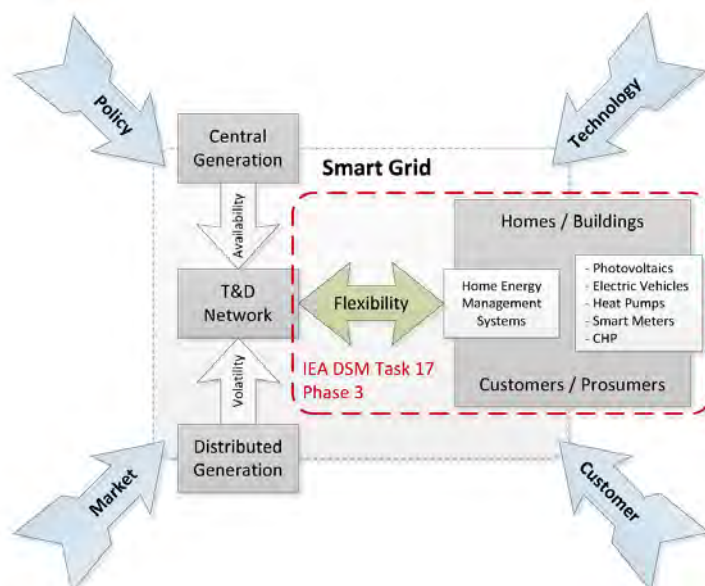 Policy
Technology
Central
Generation
Smart Grid
Availability
Homes / Buildings
T&D
Network
Flexibility
Home Energy
Management
Systems
- Photovoltaics
- Electric Vehicles
- Heat Pumps
- Smart Meters
- CHP
IEA DSM Task 17
Phase 3
Volatility
Customers / Prosumers
Distributed
Generation
Market
Customer